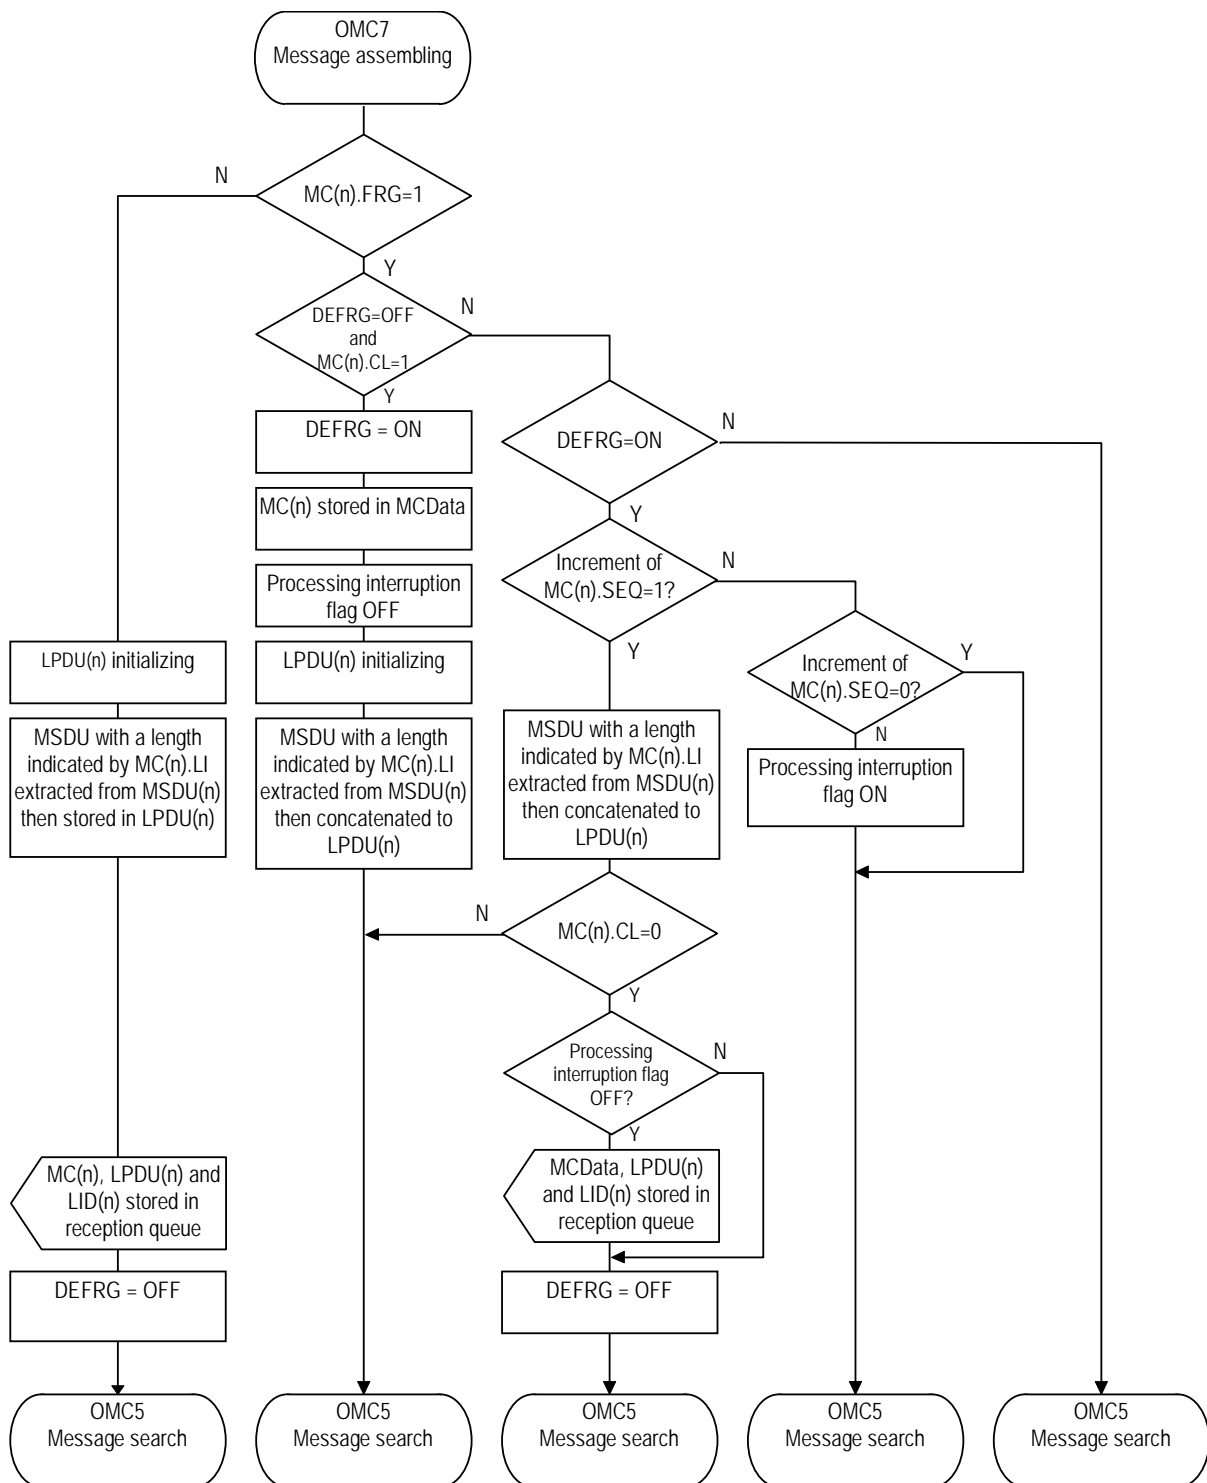 OMC7
Message assembling
N
MC(n).FRG=1
Y
DEFRG=OFF
and
MC(n).CL=1
N
Y
DEFRG = ON
DEFRG=ON
N
Y
MC(n) stored in MCData
Increment of
MC(n).SEQ=1?
N
Y
Processing interruption
flag OFF
LPDU(n) initializing
LPDU(n) initializing
Increment of
MC(n).SEQ=0?
Y
N
MSDU with a length
indicated by MC(n).LI
extracted from MSDU(n)
then stored in LPDU(n)
MSDU with a length
indicated by MC(n).LI
extracted from MSDU(n)
then concatenated to
LPDU(n)
MSDU with a length
indicated by MC(n).LI
extracted from MSDU(n)
then concatenated to
LPDU(n)
Processing interruption
flag ON
N
MC(n).CL=0
Y
Processing
interruption flag
OFF?
N
Y
MC(n), LPDU(n) and
LID(n) stored in
reception queue
MCData, LPDU(n)
and LID(n) stored in
reception queue
DEFRG = OFF
DEFRG = OFF
OMC5
Message search
OMC5
Message search
OMC5
Message search
OMC5
Message search
OMC5
Message search